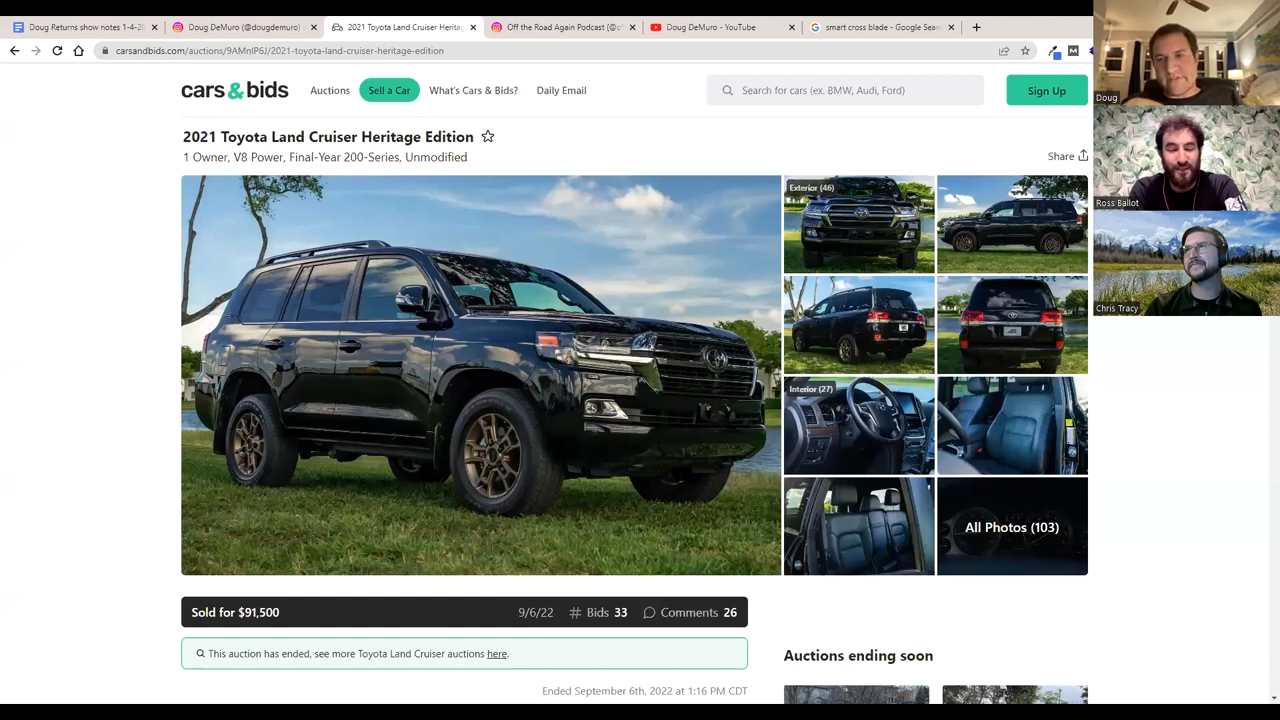 Doug Returns show notes 1-4-20
Doug DeMuro (@dougdemuro)
2021 Toyota Land Cruiser Heritag
Off the Road Again Podcast (@of
Doug DeMuro - YouTube
smart cross blade - Google Sear
carsandbids.com/auctions/9AMnIP6J/2021-toyota-land-cruiser-heritage-edition
cars&bids
Auctions
Sell a Car
What's Cars & Bids?
Daily Email
Search for cars (ex. BMW, Audi, Ford)
Sign Up
Doug
2021 Toyota Land Cruiser Heritage Edition
1 Owner, V8 Power, Final-Year 200-Series, Unmodified
Share
Exterior (46)
Ross Ballot
Chris Tracy
Interior (27)
All Photos (103)
Sold for $91,500
9/6/22
# Bids 33
Comments 26
This auction has ended, see more Toyota Land Cruiser auctions here.
Auctions ending soon
Ended September 6th, 2022 at 1:16 PM CDT